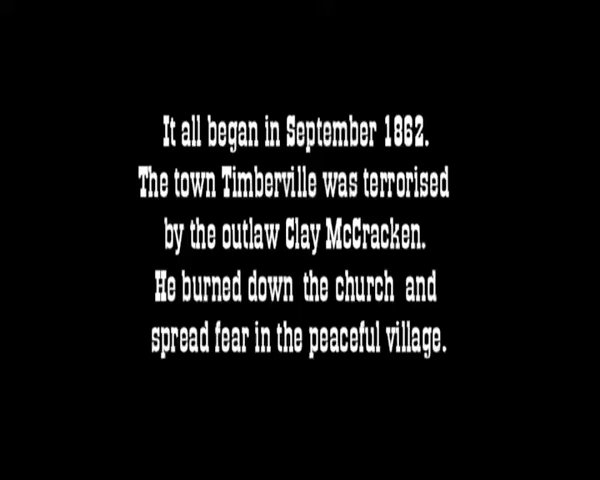 It all began in September 1862.
The town Timberville was terrorised
by the outlaw Clay McCracken.
He burned down the church and
spread fear in the peaceful village.